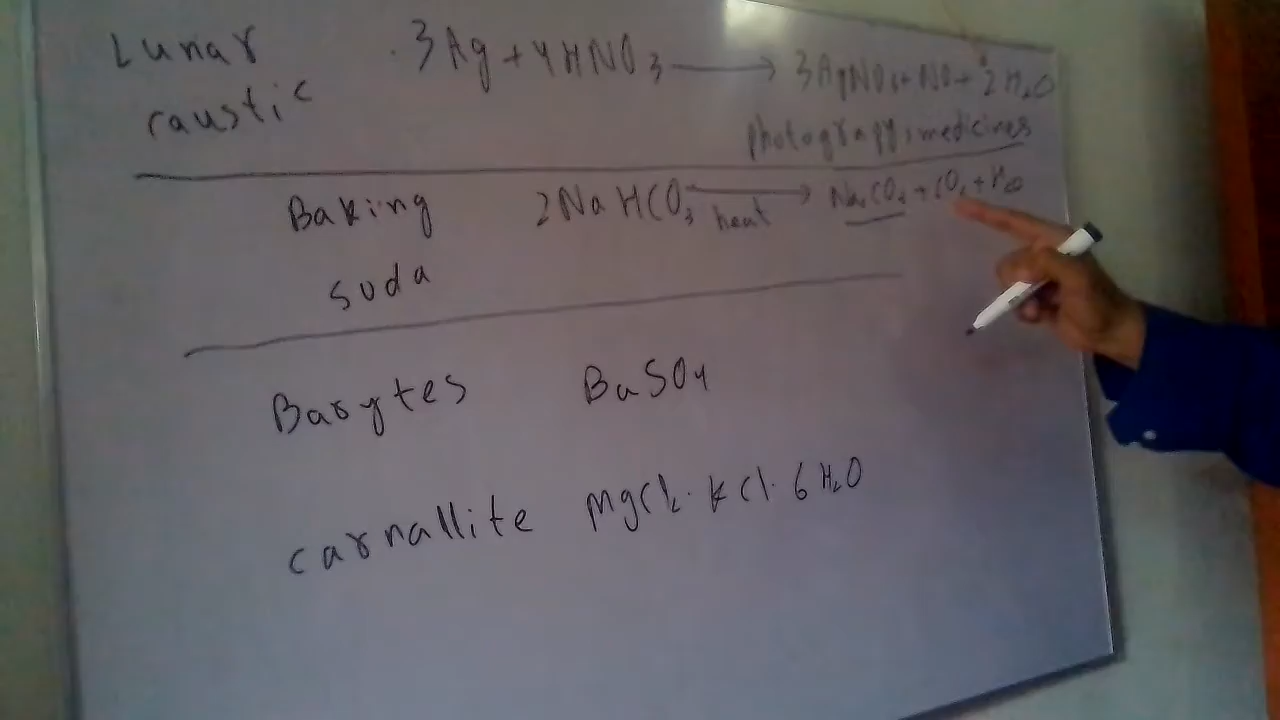 Lunar 3Ag + 4HNO3 → 3AgNO3 + NO + 2H2O
caustic
photograpy, medicines
Baking 2NaHCO3 → heat Na2CO3 + CO2 + H2O
soda
Barytes BaSO4
carnallite MgCl2·KCl·6H2O